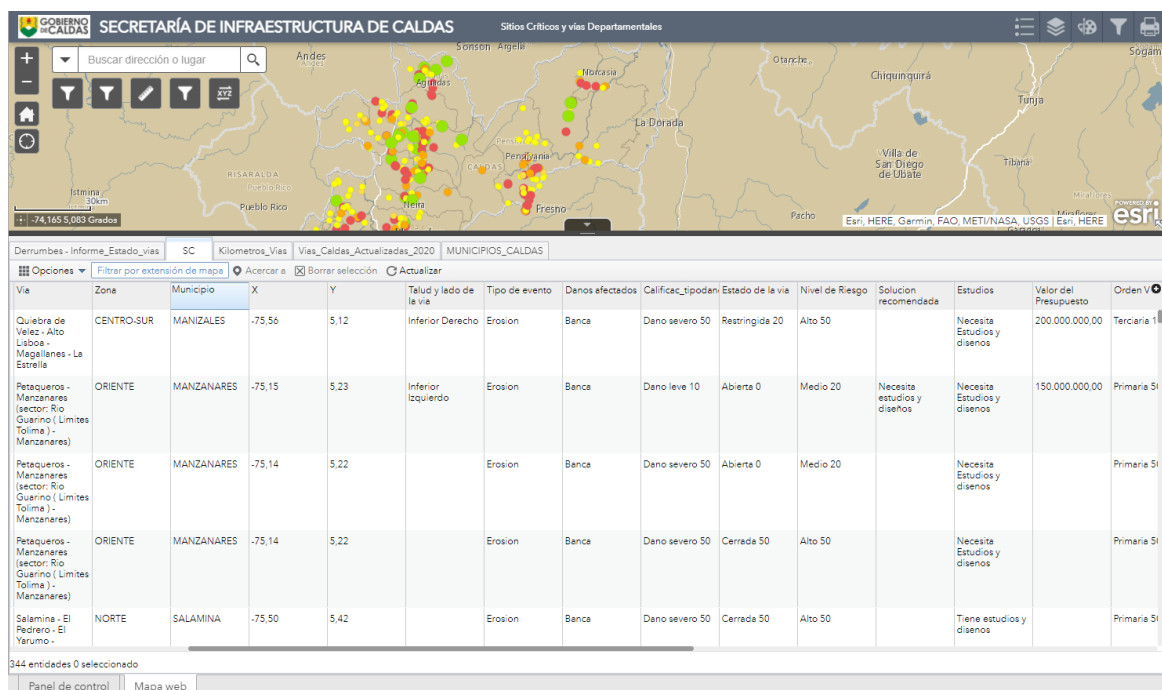 GOBIERNO DE CALDAS SECRETARÍA DE INFRAESTRUCTURA DE CALDAS Sitios Críticos y vías Departamentales
+
−
Buscar dirección o lugar
XYZ
Andes
Andes
Sonson Argelia
Aguadas
Norcasia
Otanche
Chiquinquirá
Sogam
Tunja
La Dorada
Pensilvania
CALDAS
Villa de
San Diego
de Ubate
Tibaná
RISARALDA
Pueblo Rico
Pueblo Rico
Istmina
30km
Neira
Fresno
Pacho
Miraflores
Miraflores
-74,165 5,083 Grados
Esri, HERE, Garmin, FAO, METI/NASA, USGS | Esri, HERE
POWERED BY
esri
Derrumbes - Informe_Estado_vias SC Kilometros_Vias Vias_Caldas_Actualizadas_2020 MUNICIPIOS_CALDAS
Opciones Filtrar por extensión de mapa Acercar a Borrar selección Actualizar
Via Zona Municipio X Y Talud y lado de Tipo de evento Danos afectados Calificac_tipodan Estado de la via Nivel de Riesgo Solucion Estudios Valor del Orden V
la via recomendada Presupuesto
Quiebra de CENTRO-SUR MANIZALES -75,56 5,12 Inferior Derecho Erosion Banca Dano severo 50 Restringida 20 Alto 50 Necesita 200.000.000,00 Terciaria 1
Velez - Alto Estudios y
Lisboa - disenos
Magallanes - La
Estrella
Petaqueros - ORIENTE MANZANARES -75,15 5,23 Inferior Erosion Banca Dano leve 10 Abierta 0 Medio 20 Necesita Necesita 150.000.000,00 Primaria 50
Manzanares Izquierdo estudios y Estudios y
(sector: Rio diseños disenos
Guarino ( Limites
Tolima ) -
Manzanares)
Petaqueros - ORIENTE MANZANARES -75,14 5,22 Erosion Banca Dano severo 50 Abierta 0 Medio 20 Necesita Primaria 50
Manzanares Estudios y
(sector: Rio disenos
Guarino ( Limites
Tolima ) -
Manzanares)
Petaqueros - ORIENTE MANZANARES -75,14 5,22 Erosion Banca Dano severo 50 Cerrada 50 Alto 50 Necesita Primaria 50
Manzanares Estudios y
(sector: Rio disenos
Guarino ( Limites
Tolima ) -
Manzanares)
Salamina - El NORTE SALAMINA -75,50 5,42 Erosion Banca Dano severo 50 Cerrada 50 Alto 50 Tiene estudios y Primaria 50
Pedrero - El disenos
Yarumo -
344 entidades 0 seleccionado
Panel de control Mapa web